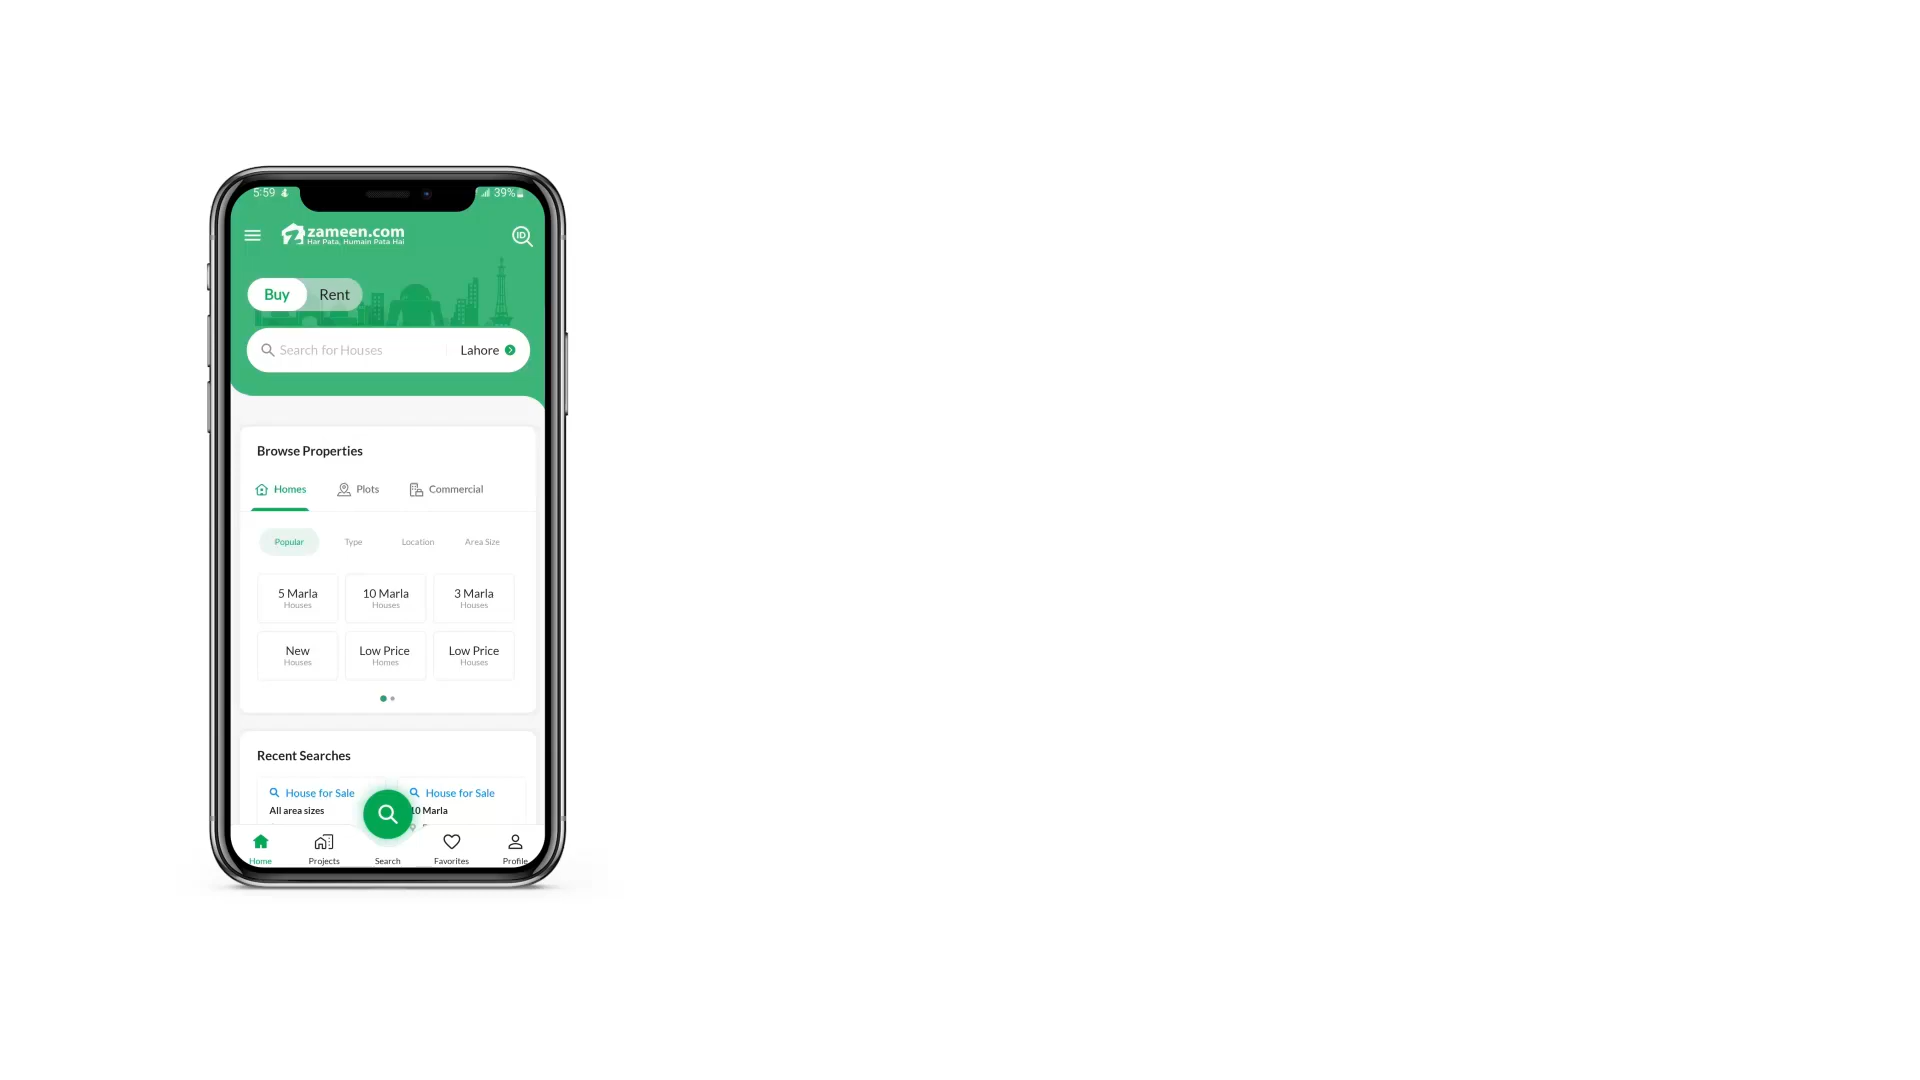 5:59
39%
zameen.com
Har Pata, Humain Pata Hai
ID
Buy Rent
Search for Houses Lahore
Browse Properties
Homes Plots Commercial
Popular Type Location Area Size
5 Marla 10 Marla 3 Marla
Houses Houses Houses
New Low Price Low Price
Houses Homes Houses
Recent Searches
House for Sale House for Sale
All area sizes 10 Marla
Home Projects Search Favorites Profile